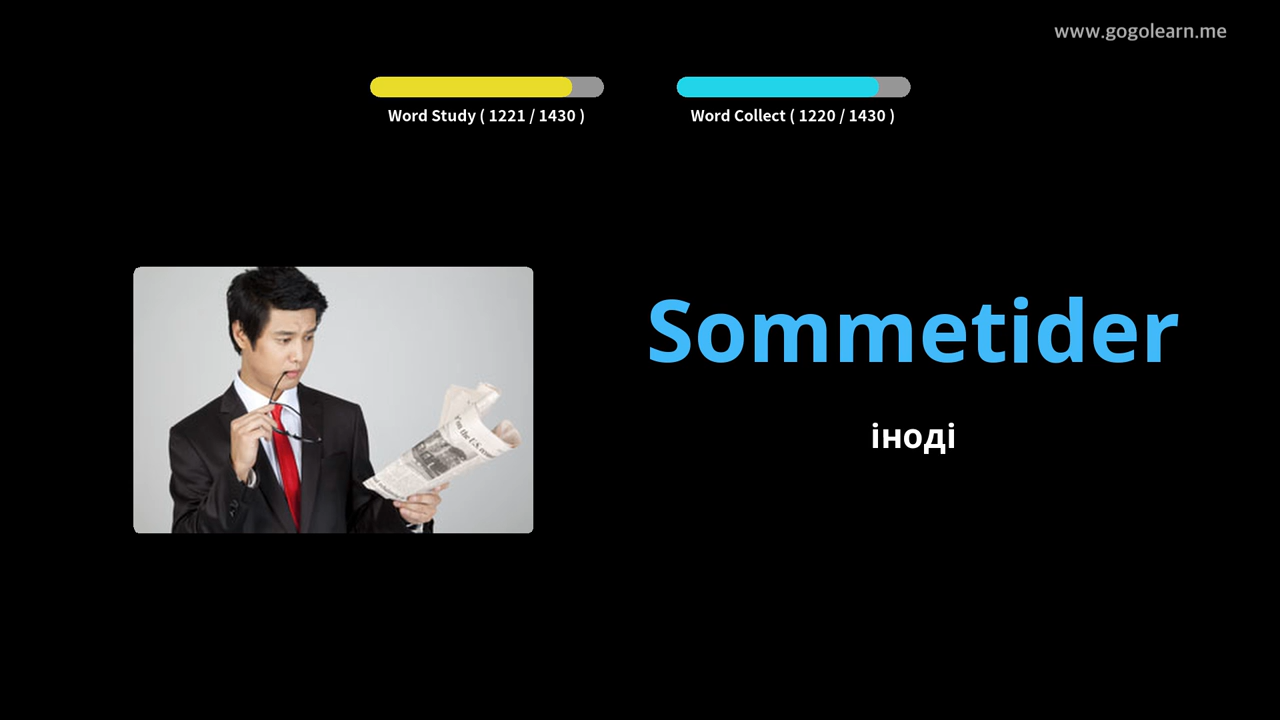 www.gogolearn.me
Word Study ( 1221 / 1430 )
Word Collect ( 1220 / 1430 )
Sommetider
іноді